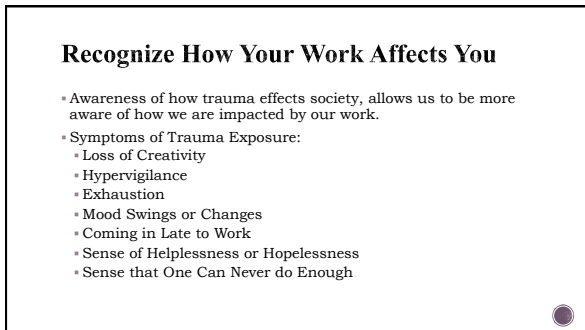 Recognize How Your Work Affects You
Awareness of how trauma effects society, allows us to be more
aware of how we are impacted by our work.
Symptoms of Trauma Exposure:
Loss of Creativity
Hypervigilance
Exhaustion
Mood Swings or Changes
Coming in Late to Work
Sense of Helplessness or Hopelessness
Sense that One Can Never do Enough